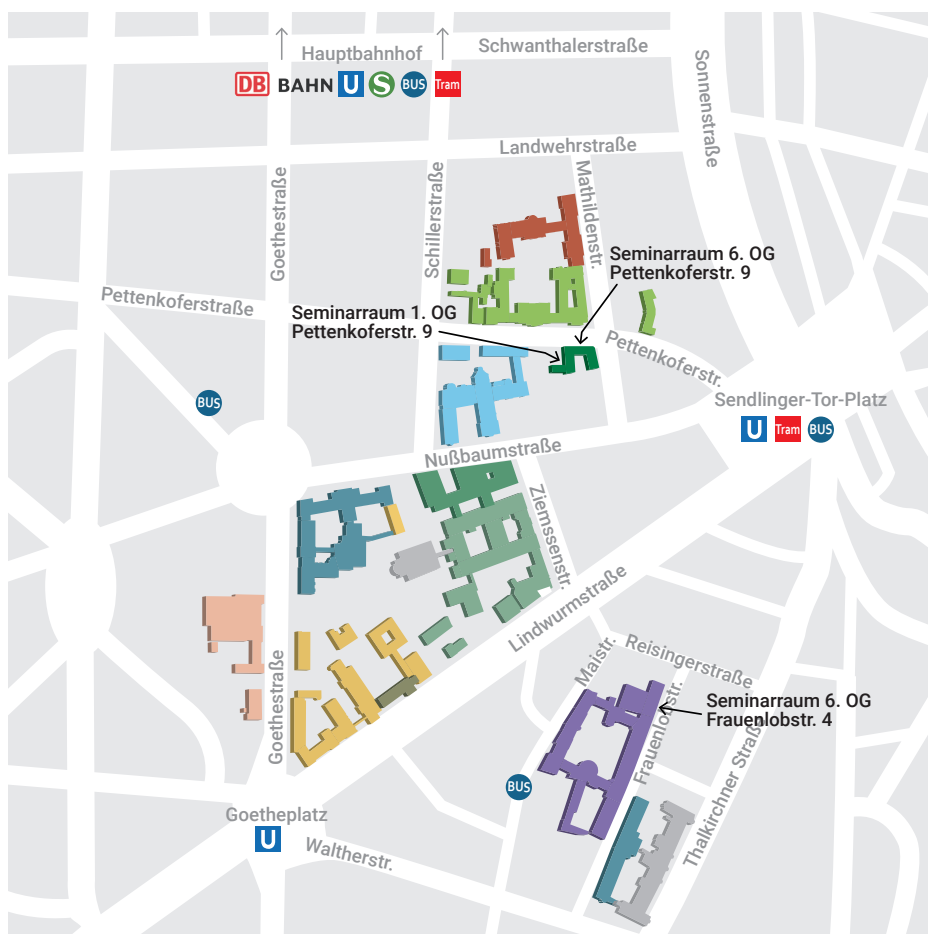 Hauptbahnhof
Schwanthalerstraße
DB BAHN U S BUS Tram
Sonnenstraße
Landwehrstraße
Goethestraße
Schillerstraße
Mathildenstr.
Seminarraum 6. OG
Pettenkoferstr. 9
Pettenkoferstraße
Seminarraum 1. OG
Pettenkoferstr. 9
Pettenkoferstr.
BUS
Sendlinger-Tor-Platz
U Tram BUS
Nußbaumstraße
Ziemssenstr.
Lindwurmstraße
Maistr.
Reisingerstraße
Goethestraße
Seminarraum 6. OG
Frauenlobstr. 4
Frauenlobstr.
Thalkirchner Straße
BUS
Goetheplatz
U
Waltherstr.